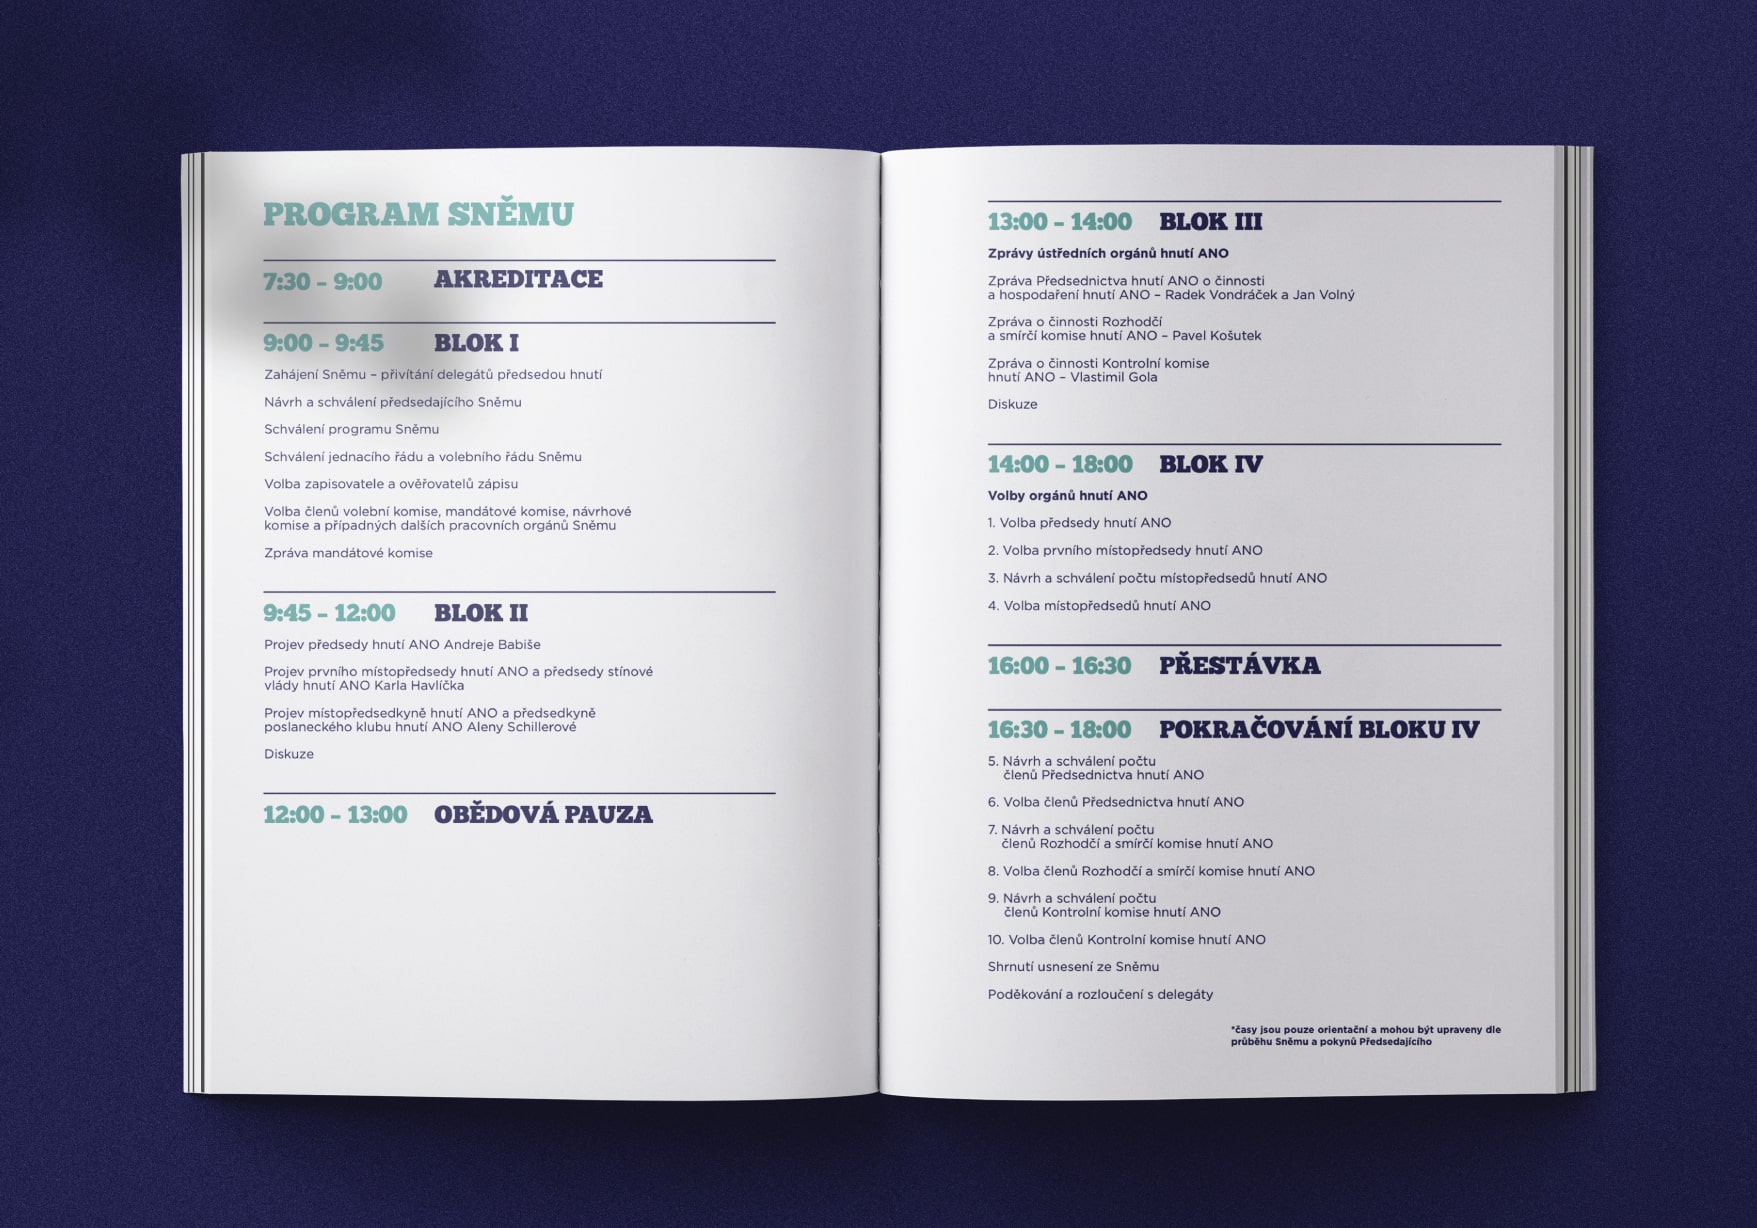 PROGRAM SNĚMU
7:30 – 9:00 AKREDITACE
9:00 – 9:45 BLOK I
Zahájení Sněmu – přivítání delegátů předsedou hnutí
Návrh a schválení předsedajícího Sněmu
Schválení programu Sněmu
Schválení jednacího řádu a volebního řádu Sněmu
Volba zapisovatele a ověřovatelů zápisu
Volba členů volební komise, mandátové komise, návrhové
komise a případných dalších pracovních orgánů Sněmu
Zpráva mandátové komise
9:45 – 12:00 BLOK II
Projev předsedy hnutí ANO Andreje Babiše
Projev prvního místopředsedy hnutí ANO a předsedy stínové
vlády hnutí ANO Karla Havlíčka
Projev místopředsedkyně hnutí ANO a předsedkyně
poslaneckého klubu hnutí ANO Aleny Schillerové
Diskuze
12:00 – 13:00 OBĚDOVÁ PAUZA
13:00 – 14:00 BLOK III
Zprávy ústředních orgánů hnutí ANO
Zpráva Předsednictva hnutí ANO o činnosti
a hospodaření hnutí ANO – Radek Vondráček a Jan Volný
Zpráva o činnosti Rozhodčí
a smírčí komise hnutí ANO – Pavel Košutek
Zpráva o činnosti Kontrolní komise
hnutí ANO – Vlastimil Gola
Diskuze
14:00 – 18:00 BLOK IV
Volby orgánů hnutí ANO
1. Volba předsedy hnutí ANO
2. Volba prvního místopředsedy hnutí ANO
3. Návrh a schválení počtu místopředsedů hnutí ANO
4. Volba místopředsedů hnutí ANO
16:00 – 16:30 PŘESTÁVKA
16:30 – 18:00 POKRAČOVÁNÍ BLOKU IV
5. Návrh a schválení počtu
členů Předsednictva hnutí ANO
6. Volba členů Předsednictva hnutí ANO
7. Návrh a schválení počtu
členů Rozhodčí a smírčí komise hnutí ANO
8. Volba členů Rozhodčí a smírčí komise hnutí ANO
9. Návrh a schválení počtu
členů Kontrolní komise hnutí ANO
10. Volba členů Kontrolní komise hnutí ANO
Shrnutí usnesení ze Sněmu
Poděkování a rozloučení s delegáty
*časy jsou pouze orientační a mohou být upraveny dle
průběhu Sněmu a pokynů Předsedajícího